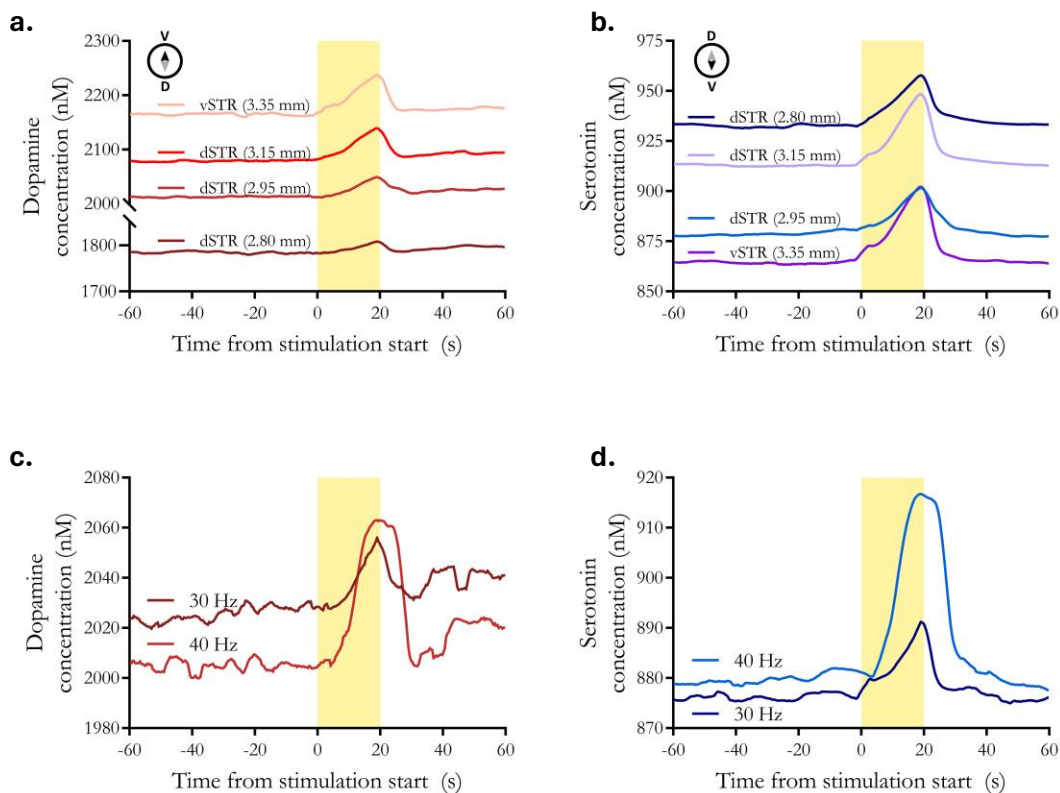 a.
V
D
2300
2200
2100
2000
1800
1700
Dopamine
concentration (nM)
vSTR (3.35 mm)
dSTR (3.15 mm)
dSTR (2.95 mm)
dSTR (2.80 mm)
-60 -40 -20 0 20 40 60
Time from stimulation start (s)
b.
D
V
975
950
925
900
875
850
Serotonin
concentration (nM)
dSTR (2.80 mm)
dSTR (3.15 mm)
dSTR (2.95 mm)
vSTR (3.35 mm)
-60 -40 -20 0 20 40 60
Time from stimulation start (s)
c.
2080
2060
2040
2020
2000
1980
Dopamine
concentration (nM)
30 Hz
40 Hz
-60 -40 -20 0 20 40 60
Time from stimulation start (s)
d.
920
910
900
890
880
870
Serotonin
concentration (nM)
40 Hz
30 Hz
-60 -40 -20 0 20 40 60
Time from stimulation start (s)